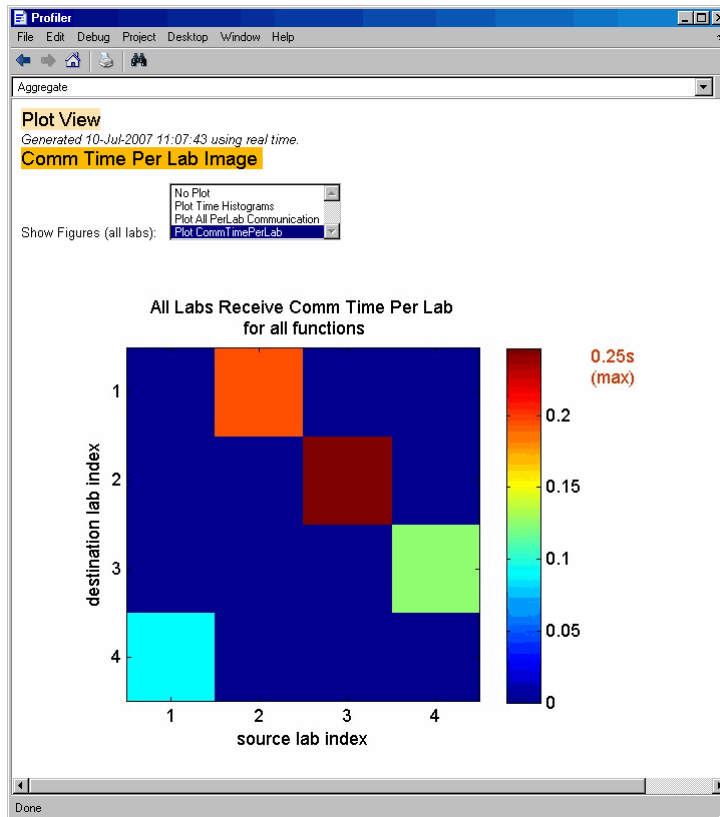 Profiler
File Edit Debug Project Desktop Window Help
Aggregate
Plot View
Generated 10-Jul-2007 11:07:43 using real time.
Comm Time Per Lab Image
No Plot
Plot Time Histograms
Plot All PerLab Communication
Show Figures (all labs): Plot CommTimePerLab
All Labs Receive Comm Time Per Lab
for all functions
0.25s
(max)
1
2
3
4
destination lab index
0.2
0.15
0.1
0.05
0
1 2 3 4
source lab index
Done